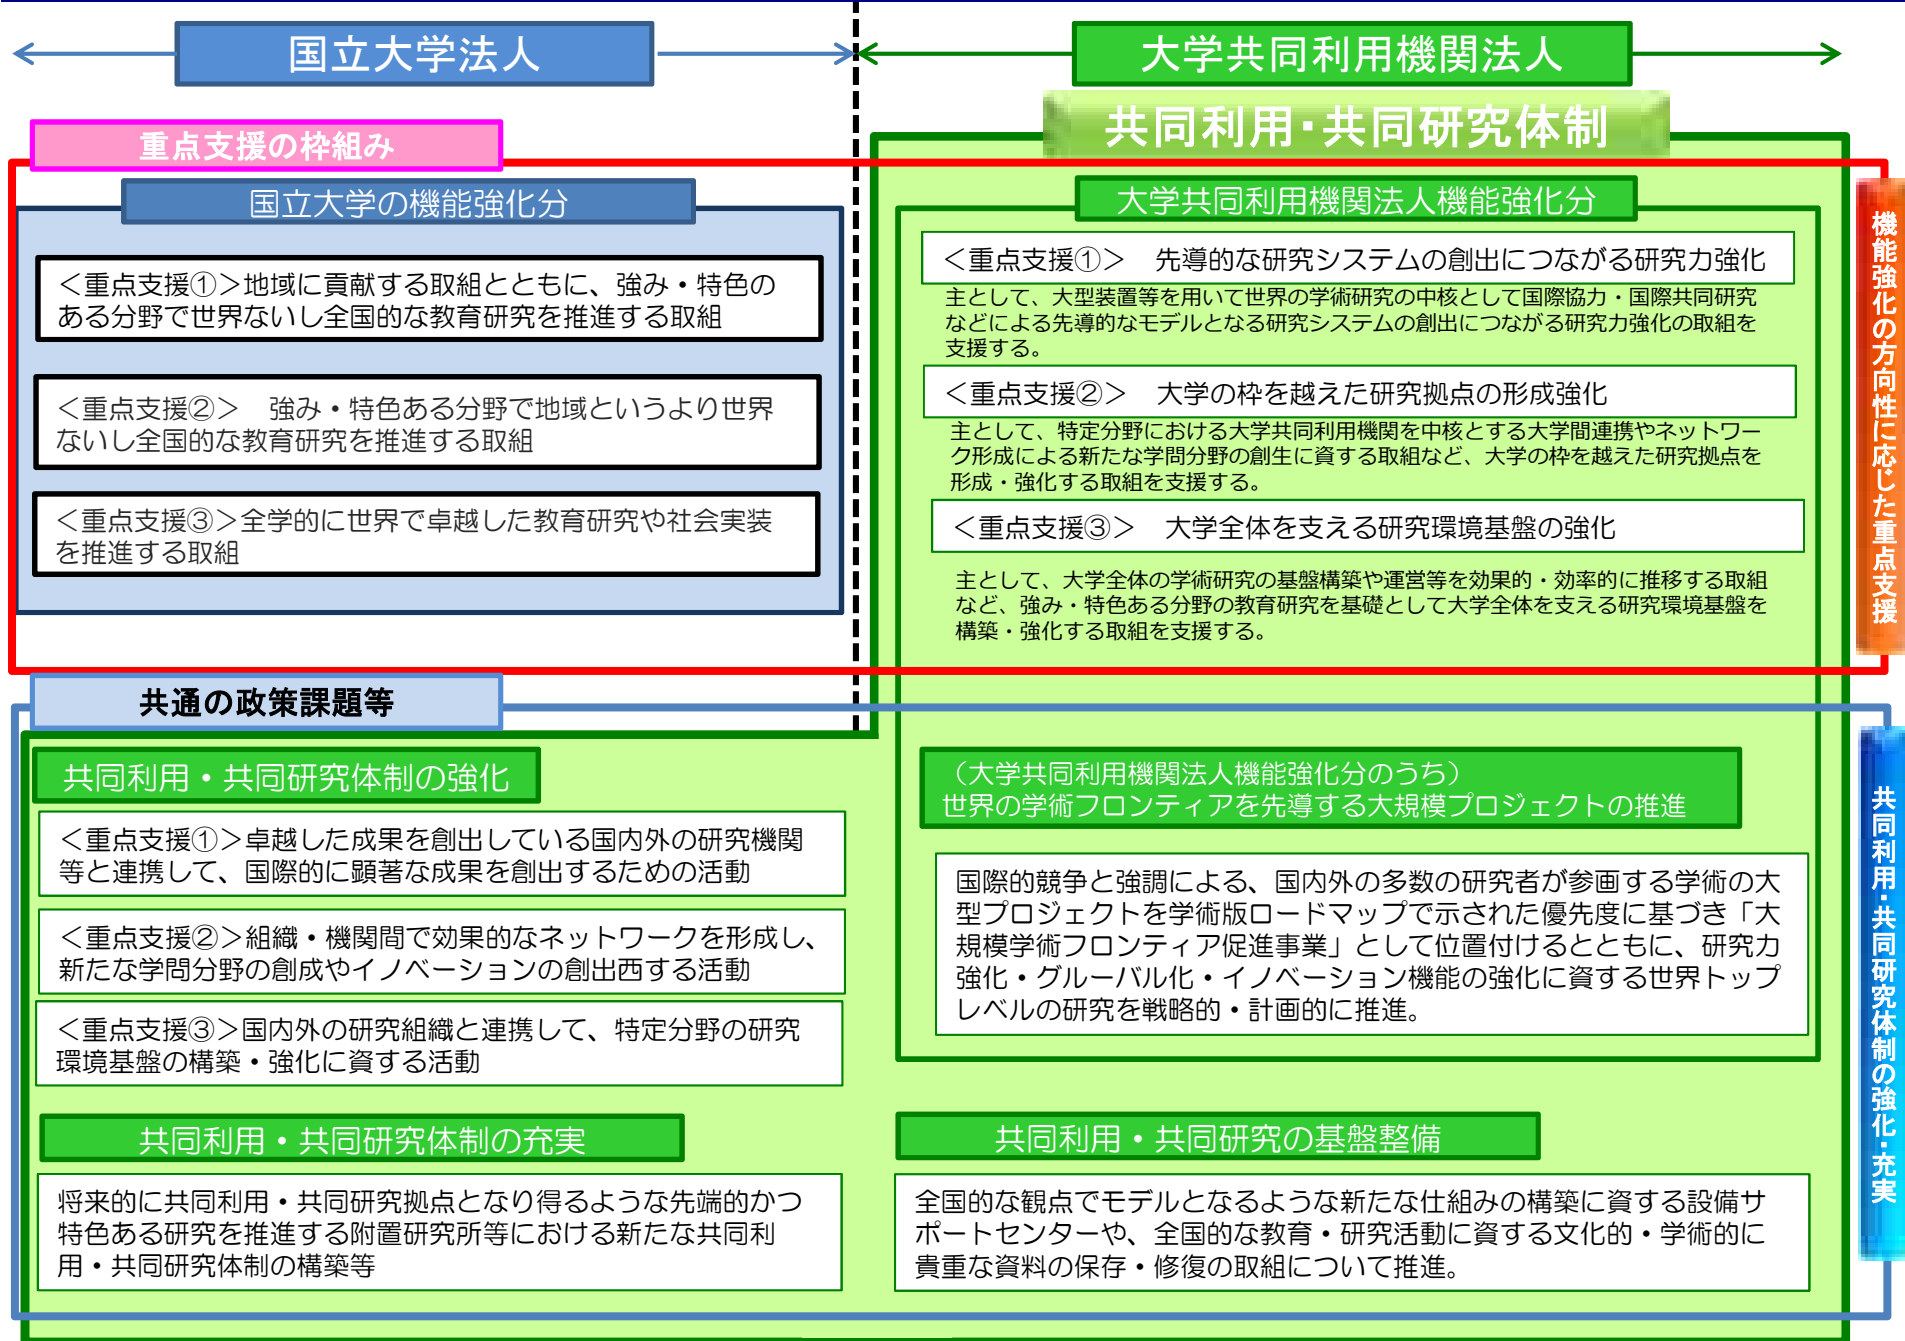 国立大学法人
大学共同利用機関法人
共同利用・共同研究体制
重点支援の枠組み
国立大学の機能強化分
＜重点支援①＞地域に貢献する取組とともに、強み・特色の
ある分野で世界ないし全国的な教育研究を推進する取組
＜重点支援②＞　強み・特色ある分野で地域というより世界
ないし全国的な教育研究を推進する取組
＜重点支援③＞全学的に世界で卓越した教育研究や社会実装
を推進する取組
大学共同利用機関法人機能強化分
＜重点支援①＞　先導的な研究システムの創出につながる研究力強化
主として、大型装置等を用いて世界の学術研究の中核として国際協力・国際共同研究
などによる先導的なモデルとなる研究システムの創出につながる研究力強化の取組を
支援する。
＜重点支援②＞　大学の枠を越えた研究拠点の形成強化
主として、特定分野における大学共同利用機関を中核とする大学間連携やネットワー
ク形成による新たな学問分野の創生に資する取組など、大学の枠を越えた研究拠点を
形成・強化する取組を支援する。
＜重点支援③＞　大学全体を支える研究環境基盤の強化
主として、大学全体の学術研究の基盤構築や運営等を効果的・効率的に推移する取組
など、強み・特色ある分野の教育研究を基礎として大学全体を支える研究環境基盤を
構築・強化する取組を支援する。
機能強化の方向性に応じた重点支援
共通の政策課題等
共同利用・共同研究体制の強化
＜重点支援①＞卓越した成果を創出している国内外の研究機関
等と連携して、国際的に顕著な成果を創出するための活動
＜重点支援②＞組織・機関間で効果的なネットワークを形成し、
新たな学問分野の創成やイノベーションの創出西する活動
＜重点支援③＞国内外の研究組織と連携して、特定分野の研究
環境基盤の構築・強化に資する活動
共同利用・共同研究体制の充実
将来的に共同利用・共同研究拠点となり得るような先端的かつ
特色ある研究を推進する附置研究所等における新たな共同利
用・共同研究体制の構築等
（大学共同利用機関法人機能強化分のうち）
世界の学術フロンティアを先導する大規模プロジェクトの推進
国際的競争と強調による、国内外の多数の研究者が参画する学術の大
型プロジェクトを学術版ロードマップで示された優先度に基づき「大
規模学術フロンティア促進事業」として位置付けるとともに、研究力
強化・グルーバル化・イノベーション機能の強化に資する世界トップ
レベルの研究を戦略的・計画的に推進。
共同利用・共同研究の基盤整備
全国的な観点でモデルとなるような新たな仕組みの構築に資する設備サ
ポートセンターや、全国的な教育・研究活動に資する文化的・学術的に
貴重な資料の保存・修復の取組について推進。
共同利用・共同研究体制の強化・充実